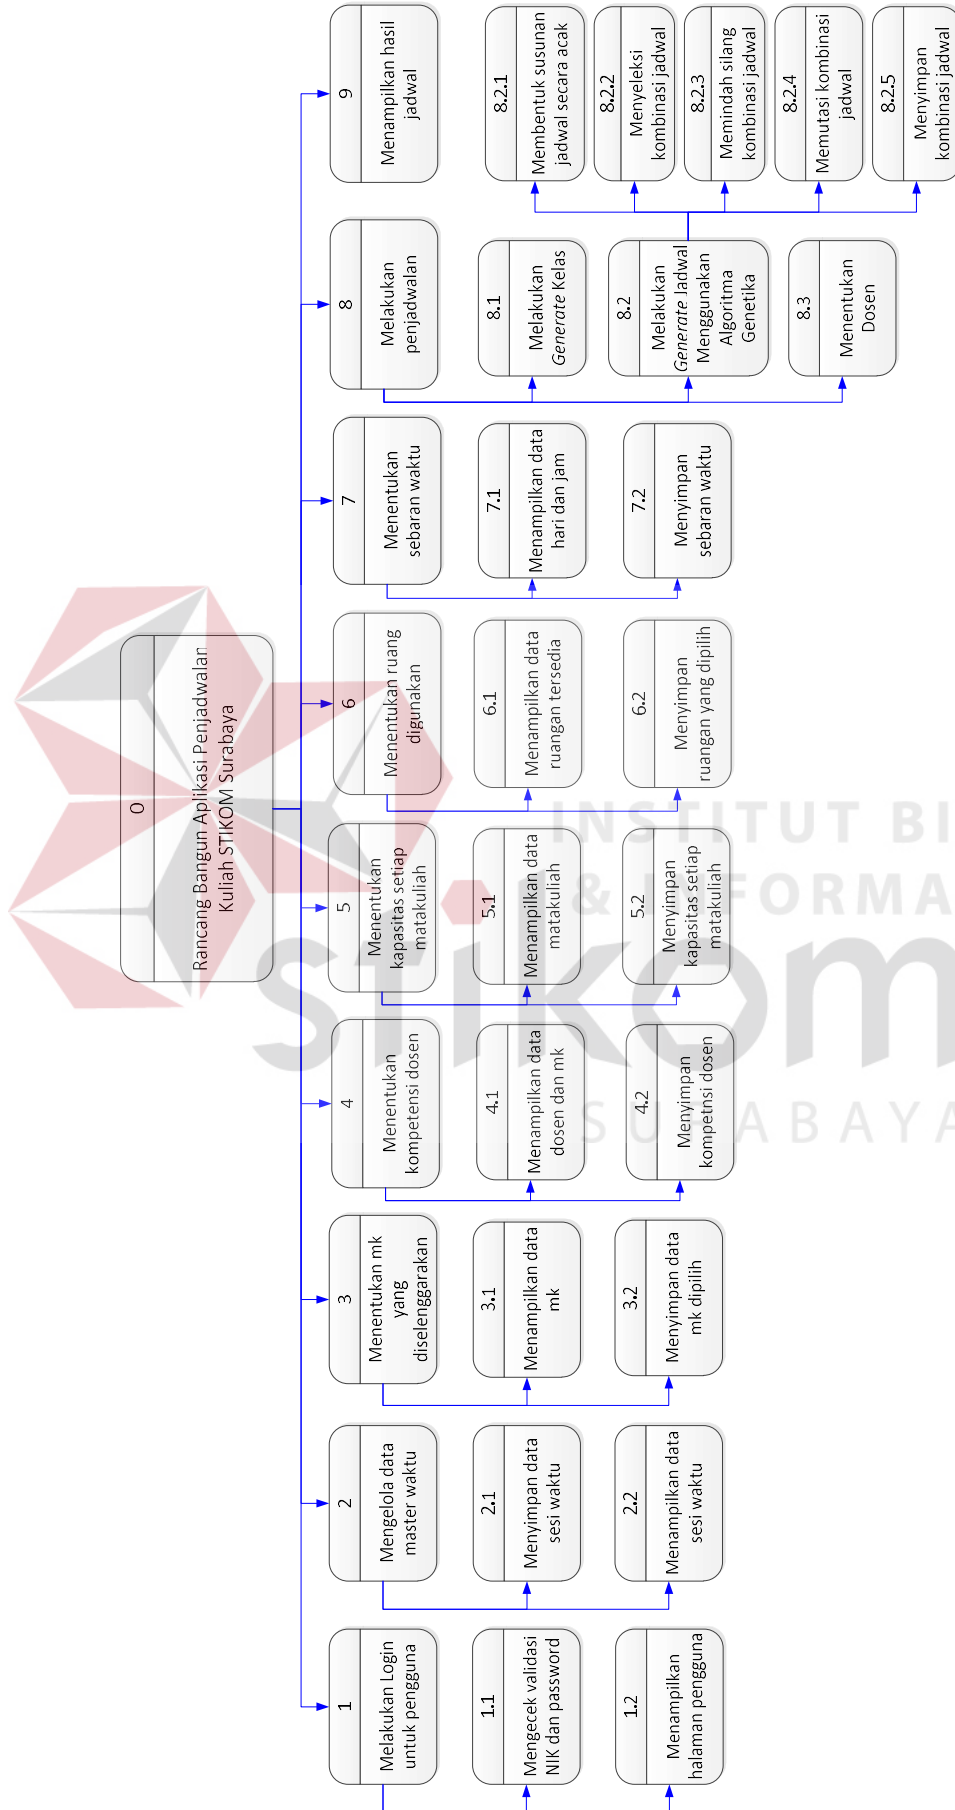 0
Rancang Bangun Aplikasi Penjadwalan
Kuliah STIKOM Surabaya
1
Melakukan Login
untuk pengguna
1.1
Mengecek validasi
NIK dan password
1.2
Menampilkan
halaman pengguna
2
Mengelola data
master waktu
2.1
Menyimpan data
sesi waktu
2.2
Menampilkan data
sesi waktu
3
Menentukan mk
yang
diselenggarakan
3.1
Menampilkan data
mk
3.2
Menyimpan data
mk dipilih
4
Menentukan
kompetensi dosen
4.1
Menampilkan data
dosen dan mk
4.2
Menyimpan
kompetnsi dosen
5
Menentukan
kapasitas setiap
matakuliah
5.1
Menampilkan data
matakuliah
5.2
Menyimpan
kapasitas setiap
matakuliah
6
Menentukan ruang
digunakan
6.1
Menampilkan data
ruangan tersedia
6.2
Menyimpan
ruangan yang dipilih
7
Menentukan
sebaran waktu
7.1
Menampilkan data
hari dan jam
7.2
Menyimpan
sebaran waktu
8
Melakukan
penjadwalan
8.1
Melakukan
Generate Kelas
8.2
Melakukan
Generate Jadwal
Menggunakan
Algoritma
Genetika
8.3
Menentukan
Dosen
8.2.1
Membentuk susunan
jadwal secara acak
8.2.2
Menyeleksi
kombinasi jadwal
8.2.3
Memindah silang
kombinasi jadwal
8.2.4
Memutasi kombinasi
jadwal
8.2.5
Menyimpan
kombinasi jadwal
9
Menampilkan hasil
jadwal
INSTITUT BI
& INFORMA
stikom
SURABAYA